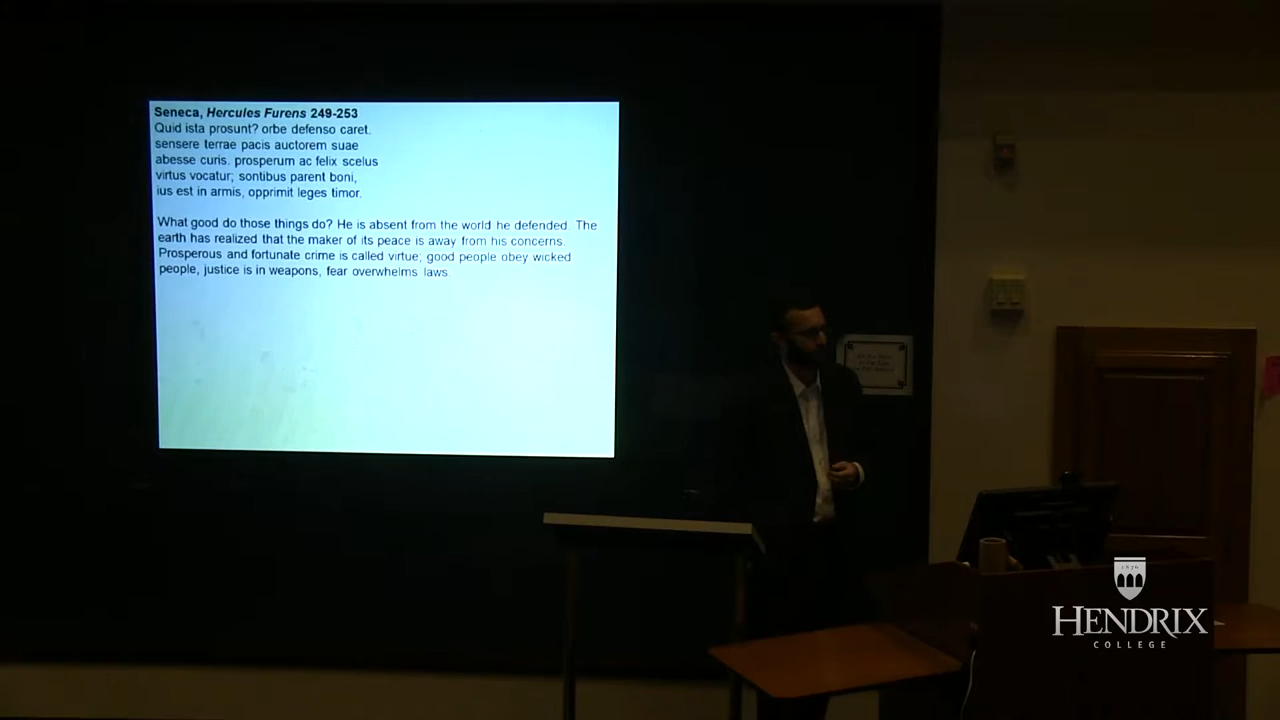 Seneca, Hercules Furens 249-253
Quid ista prosunt? orbe defenso caret.
sensere terrae pacis auctorem suae
abesse curis. prosperum ac felix scelus
virtus vocatur; sontibus parent boni,
ius est in armis, opprimit leges timor.
What good do those things do? He is absent from the world he defended. The
earth has realized that the maker of its peace is away from his concerns.
Prosperous and fortunate crime is called virtue; good people obey wicked
people, justice is in weapons, fear overwhelms laws.
1876
HENDRIX
COLLEGE